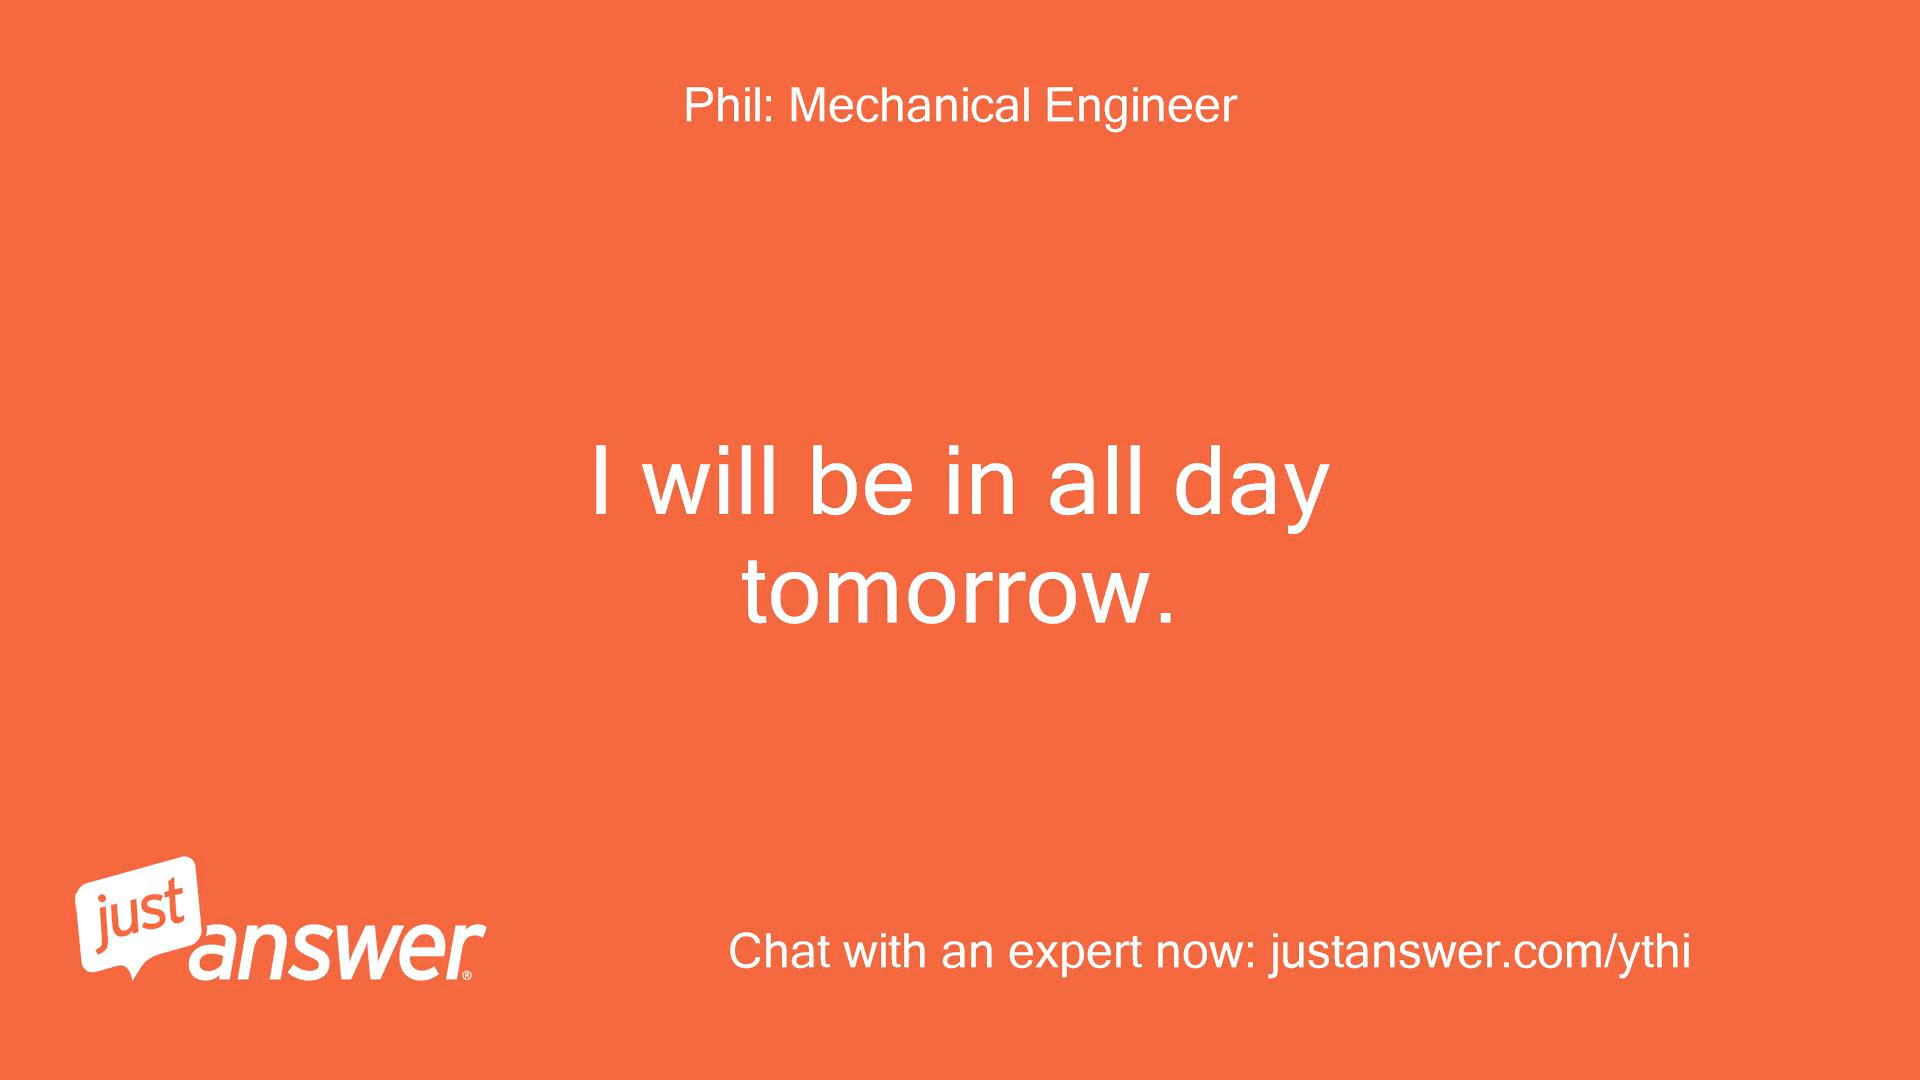 Phil: Mechanical Engineer
I will be in all day
tomorrow.
just
answer®
Chat with an expert now: justanswer.com/ythi